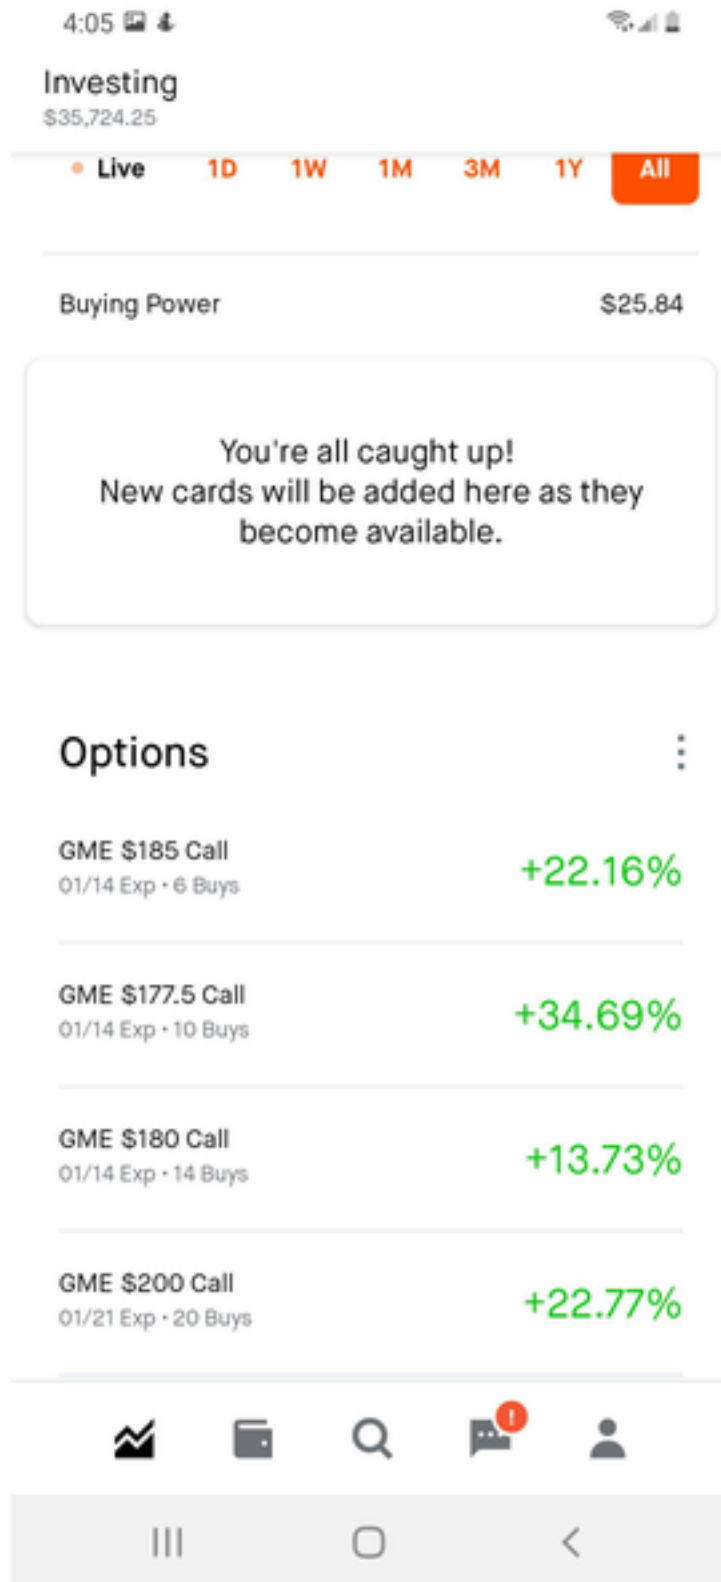 4:05
Investing
$35,724.25
Live 1D 1W 1M 3M 1Y All
Buying Power $25.84
You're all caught up!
New cards will be added here as they
become available.
Options
GME $185 Call
+22.16%
01/14 Exp • 6 Buys
GME $177.5 Call
+34.69%
01/14 Exp • 10 Buys
GME $180 Call
+13.73%
01/14 Exp • 14 Buys
GME $200 Call
+22.77%
01/21 Exp • 20 Buys
!